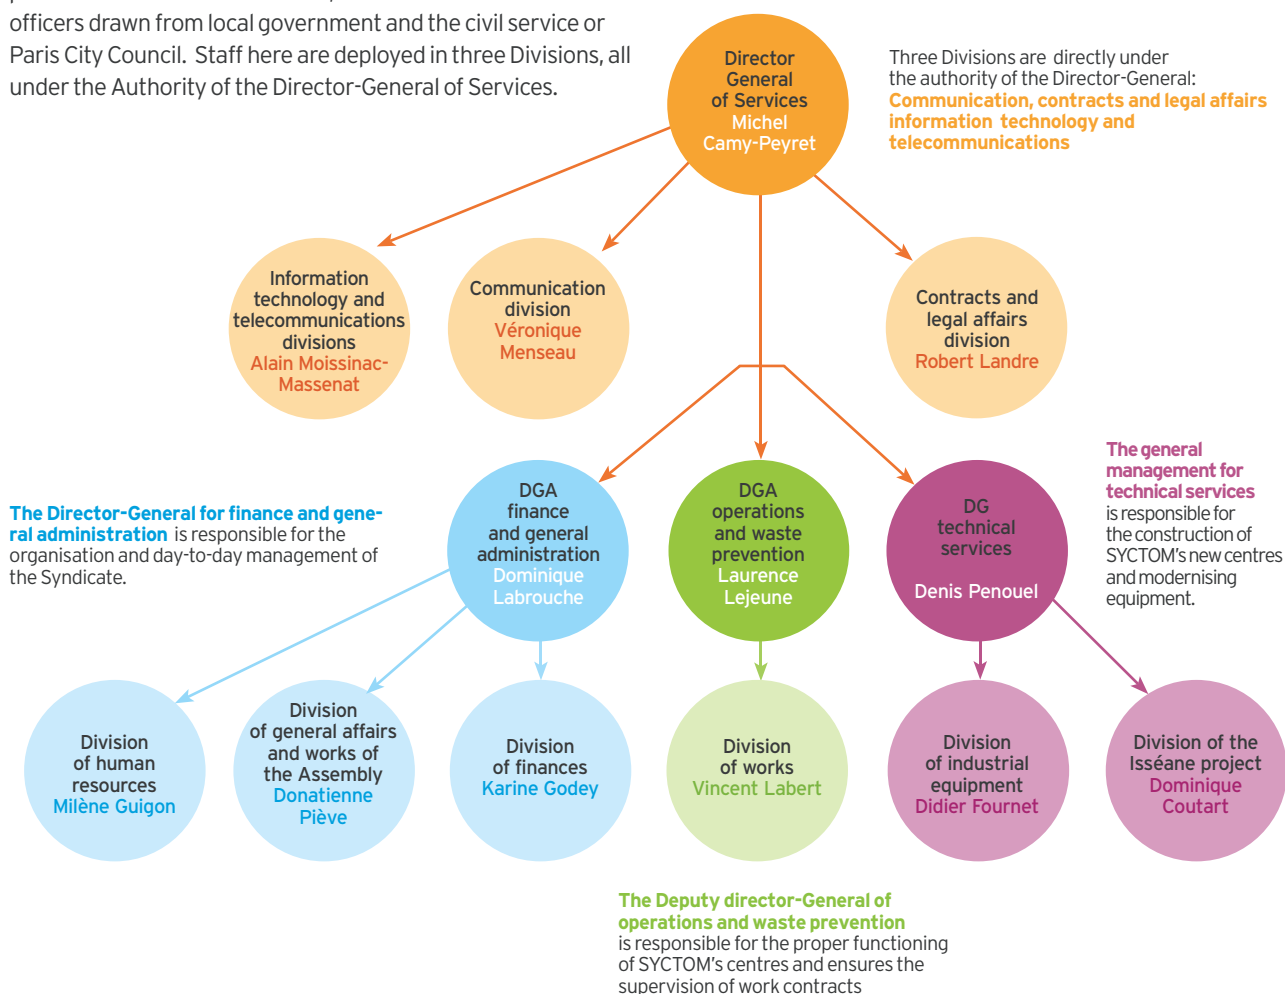 officers drawn from local government and the civil service or
Paris City Council. Staff here are deployed in three Divisions, all
under the Authority of the Director-General of Services.
Director
General
of Services
Michel
Camy-Peyret
Three Divisions are directly under
the authority of the Director-General:
Communication, contracts and legal affairs
information technology and
telecommunications
Information
technology and
telecommunications
divisions
Alain Moissinac-
Massenat
Communication
division
Véronique
Menseau
Contracts and
legal affairs
division
Robert Landre
The Director-General for finance and gene-
ral administration is responsible for the
organisation and day-to-day management of
the Syndicate.
DGA
finance
and general
administration
Dominique
Labrouche
DGA
operations
and waste
prevention
Laurence
Lejeune
DG
technical
services
Denis Penouel
The general
management for
technical services
is responsible for
the construction of
SYCTOM's new centres
and modernising
equipment.
Division
of human
resources
Milène Guigon
Division
of general affairs
and works of
the Assembly
Donatienne
Piève
Division
of finances
Karine Godey
Division
of works
Vincent Labert
Division
of industrial
equipment
Didier Fournet
Division of the
Isséane project
Dominique
Coutart
The Deputy director-General of
operations and waste prevention
is responsible for the proper functioning
of SYCTOM's centres and ensures the
supervision of work contracts